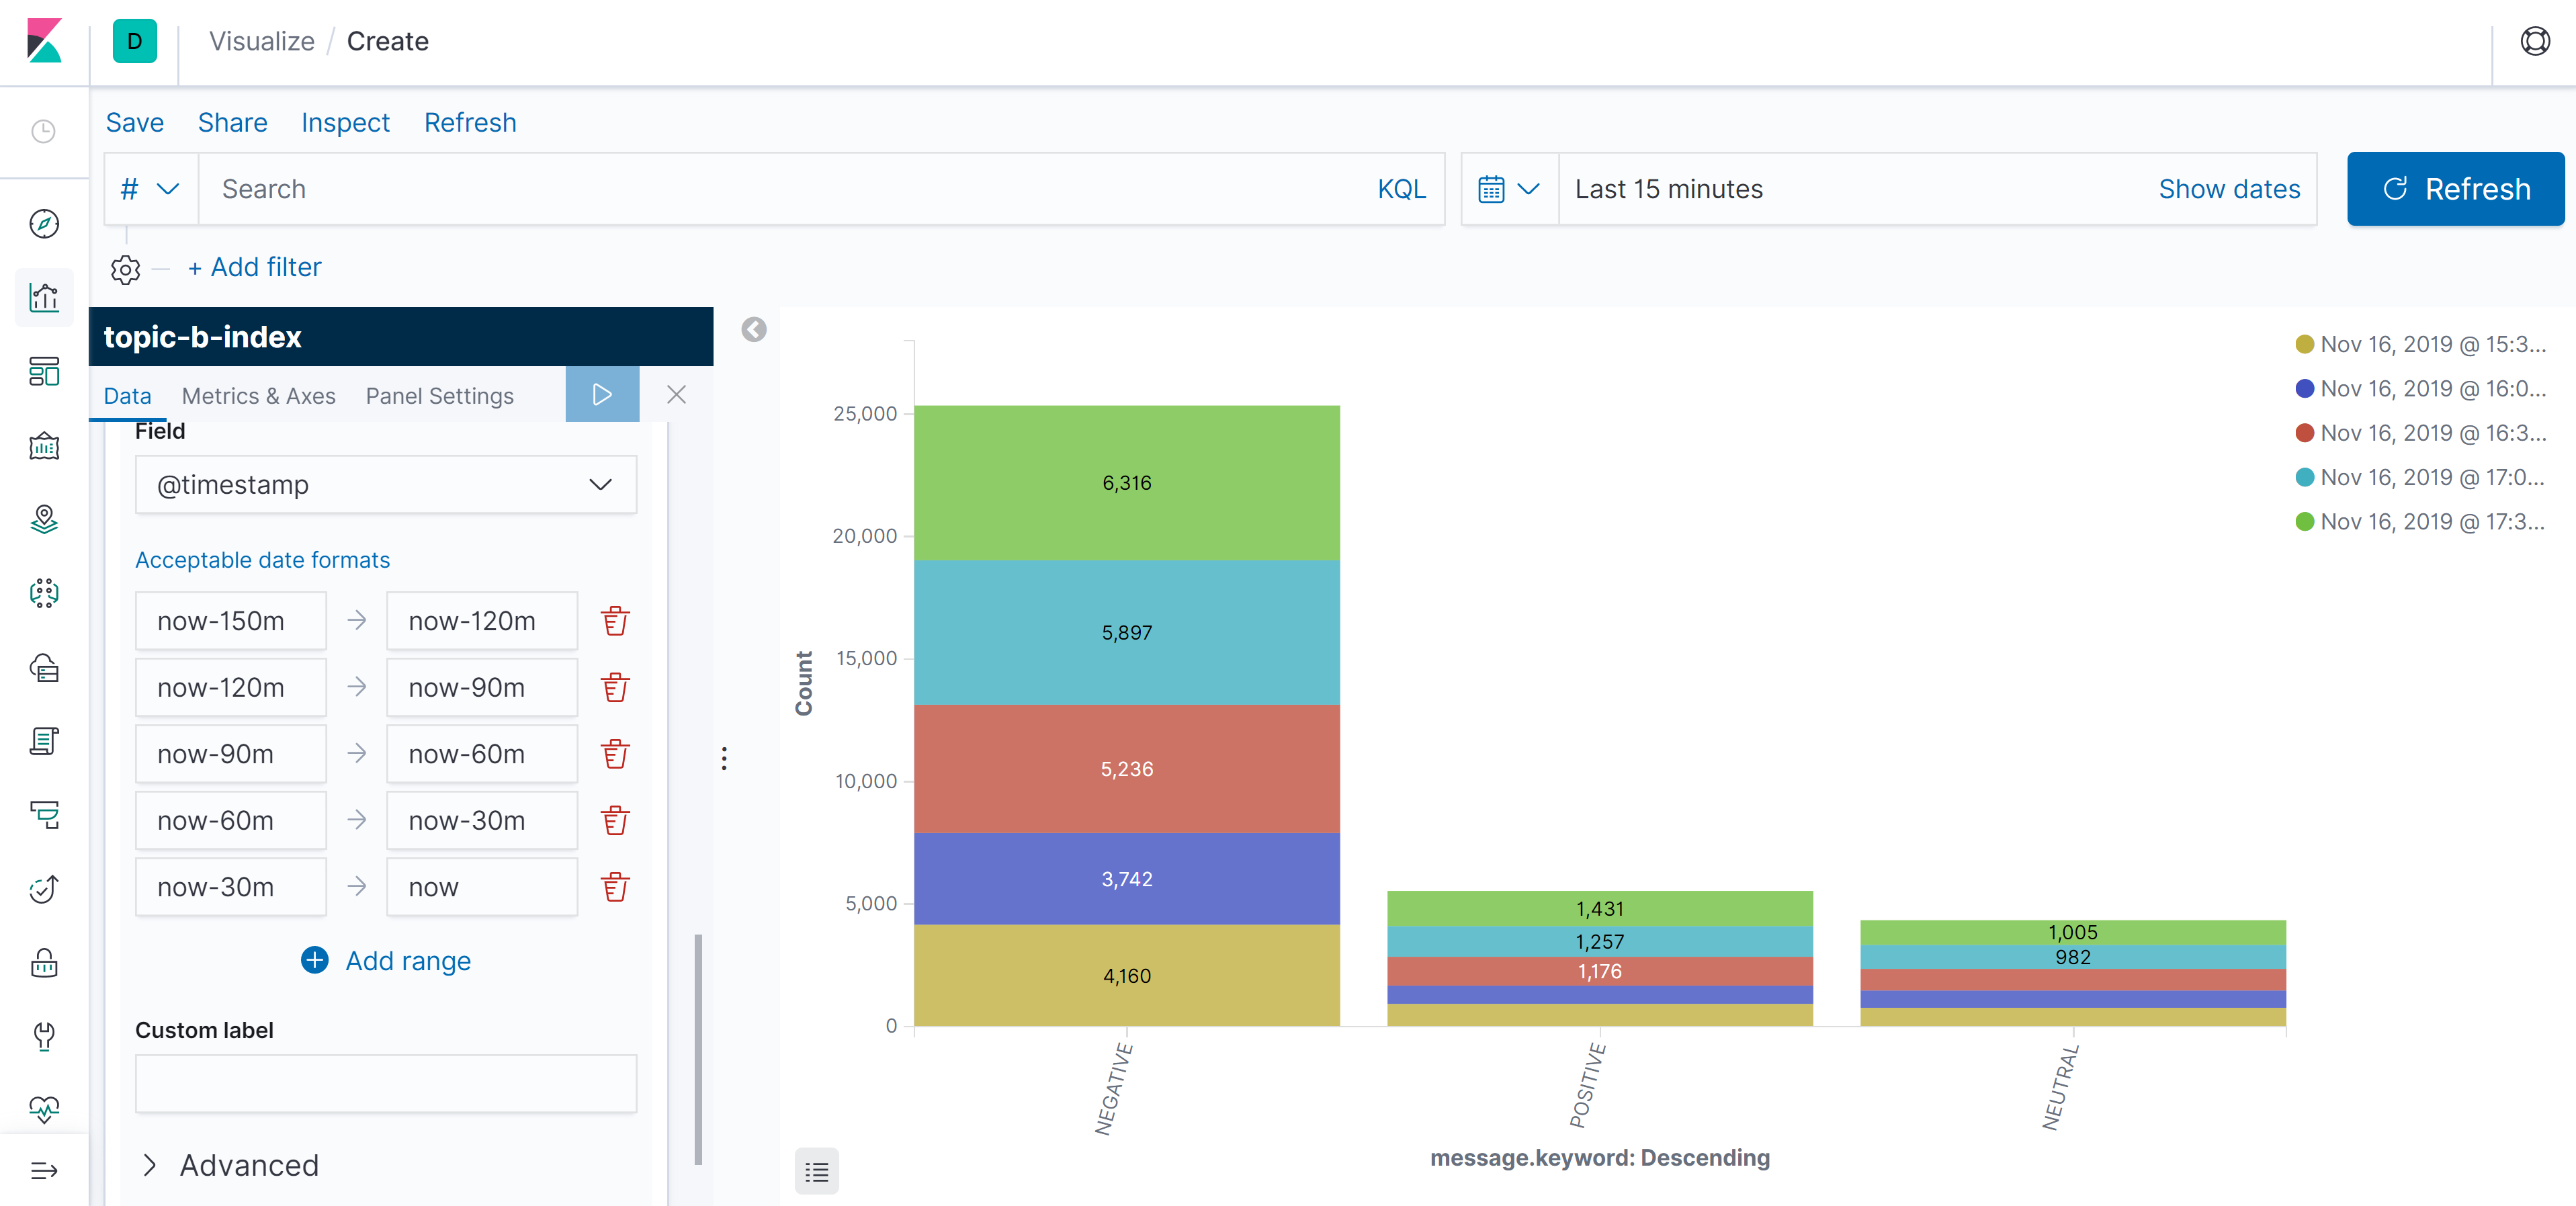 D Visualize / Create
Save Share Inspect Refresh
# Search KQL Last 15 minutes Show dates Refresh
+ Add filter
topic-b-index
Data Metrics & Axes Panel Settings
Field
@timestamp
Acceptable date formats
now-150m → now-120m
now-120m → now-90m
now-90m → now-60m
now-60m → now-30m
now-30m → now
Add range
Custom label
Advanced
Count
25,000
20,000
15,000
10,000
5,000
0
6,316
5,897
5,236
3,742
4,160
1,431
1,257
1,176
1,005
982
NEGATIVE
POSITIVE
NEUTRAL
message.keyword: Descending
Nov 16, 2019 @ 15:3...
Nov 16, 2019 @ 16:0...
Nov 16, 2019 @ 16:3...
Nov 16, 2019 @ 17:0...
Nov 16, 2019 @ 17:3...